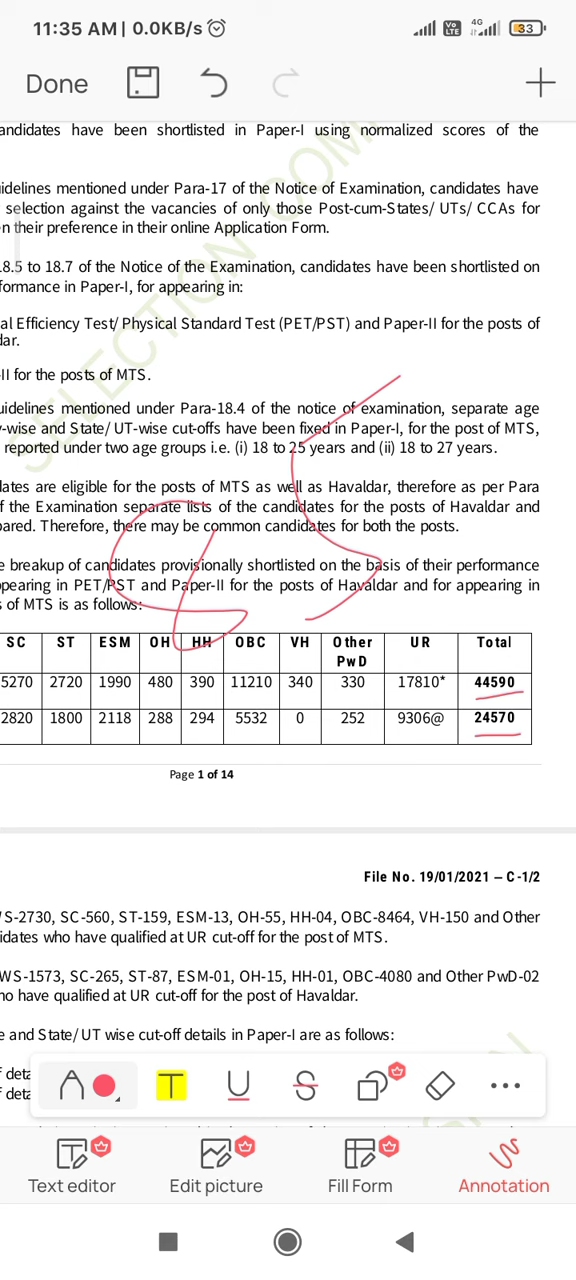 11:35 AM | 0.0KB/s
Vo LTE 4G 33
Done
andidates have been shortlisted in Paper-I using normalized scores of the
uidelines mentioned under Para-17 of the Notice of Examination, candidates have
selection against the vacancies of only those Post-cum-States/ UTs/ CCAs for
n their preference in their online Application Form.
18.5 to 18.7 of the Notice of the Examination, candidates have been shortlisted on
formance in Paper-I, for appearing in:
al Efficiency Test/ Physical Standard Test (PET/PST) and Paper-II for the posts of
dar.
-II for the posts of MTS.
uidelines mentioned under Para-18.4 of the notice of examination, separate age
y-wise and State/ UT-wise cut-offs have been fixed in Paper-I, for the post of MTS,
reported under two age groups i.e. (i) 18 to 25 years and (ii) 18 to 27 years.
dates are eligible for the posts of MTS as well as Havaldar, therefore as per Para
f the Examination separate lists of the candidates for the posts of Havaldar and
pared. Therefore, there may be common candidates for both the posts.
e breakup of candidates provisionally shortlisted on the basis of their performance
ppearing in PET/PST and Paper-II for the posts of Havaldar and for appearing in
s of MTS is as follows:
SC ST ESM OH HH OBC VH Other PwD UR Total
5270 2720 1990 480 390 11210 340 330 17810* 44590
2820 1800 2118 288 294 5532 0 252 9306@ 24570
Page 1 of 14
File No. 19/01/2021 – C-1/2
WS-2730, SC-560, ST-159, ESM-13, OH-55, HH-04, OBC-8464, VH-150 and Other
idates who have qualified at UR cut-off for the post of MTS.
WS-1573, SC-265, ST-87, ESM-01, OH-15, HH-01, OBC-4080 and Other PwD-02
ho have qualified at UR cut-off for the post of Havaldar.
e and State/ UT wise cut-off details in Paper-I are as follows:
f deta
f deta
T U S
Text editor Edit picture Fill Form Annotation
SELECTION COM